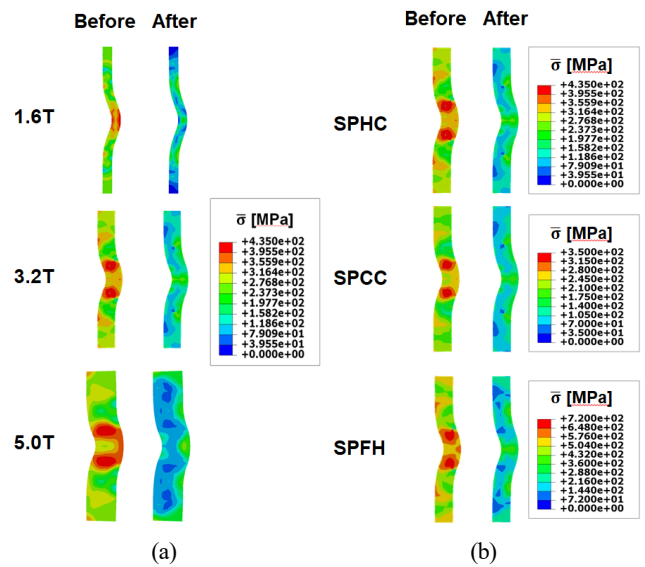 Before After
Before After
1.6T
3.2T
5.0T
σ̅ [MPa]
+4.350e+02
+3.955e+02
+3.559e+02
+3.164e+02
+2.768e+02
+2.373e+02
+1.977e+02
+1.582e+02
+1.186e+02
+7.909e+01
+3.955e+01
+0.000e+00
(a)
SPHC
σ̅ [MPa]
+4.350e+02
+3.955e+02
+3.559e+02
+3.164e+02
+2.768e+02
+2.373e+02
+1.977e+02
+1.582e+02
+1.186e+02
+7.909e+01
+3.955e+01
+0.000e+00
SPCC
σ̅ [MPa]
+3.500e+02
+3.150e+02
+2.800e+02
+2.450e+02
+2.100e+02
+1.750e+02
+1.400e+02
+1.050e+02
+7.000e+01
+3.500e+01
+0.000e+00
SPFH
σ̅ [MPa]
+7.200e+02
+6.480e+02
+5.760e+02
+5.040e+02
+4.320e+02
+3.600e+02
+2.880e+02
+2.160e+02
+1.440e+02
+7.200e+01
+0.000e+00
(b)